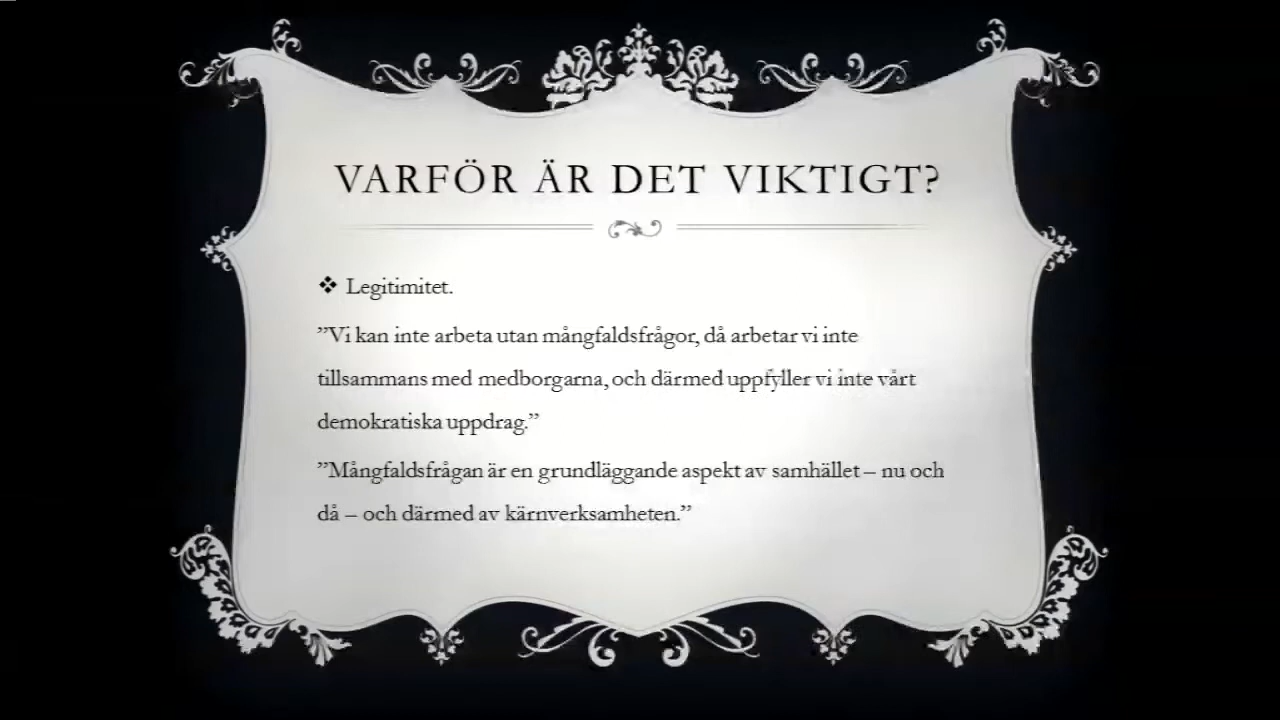 VARFÖR ÄR DET VIKTIGT?
❖ Legitimitet.
”Vi kan inte arbeta utan mångfaldsfrågor, då arbetar vi inte
tillsammans med medborgarna, och därmed uppfyller vi inte vårt
demokratiska uppdrag.”
”Mångfaldsfrågan är en grundläggande aspekt av samhället – nu och
då – och därmed av kärnverksamheten.”